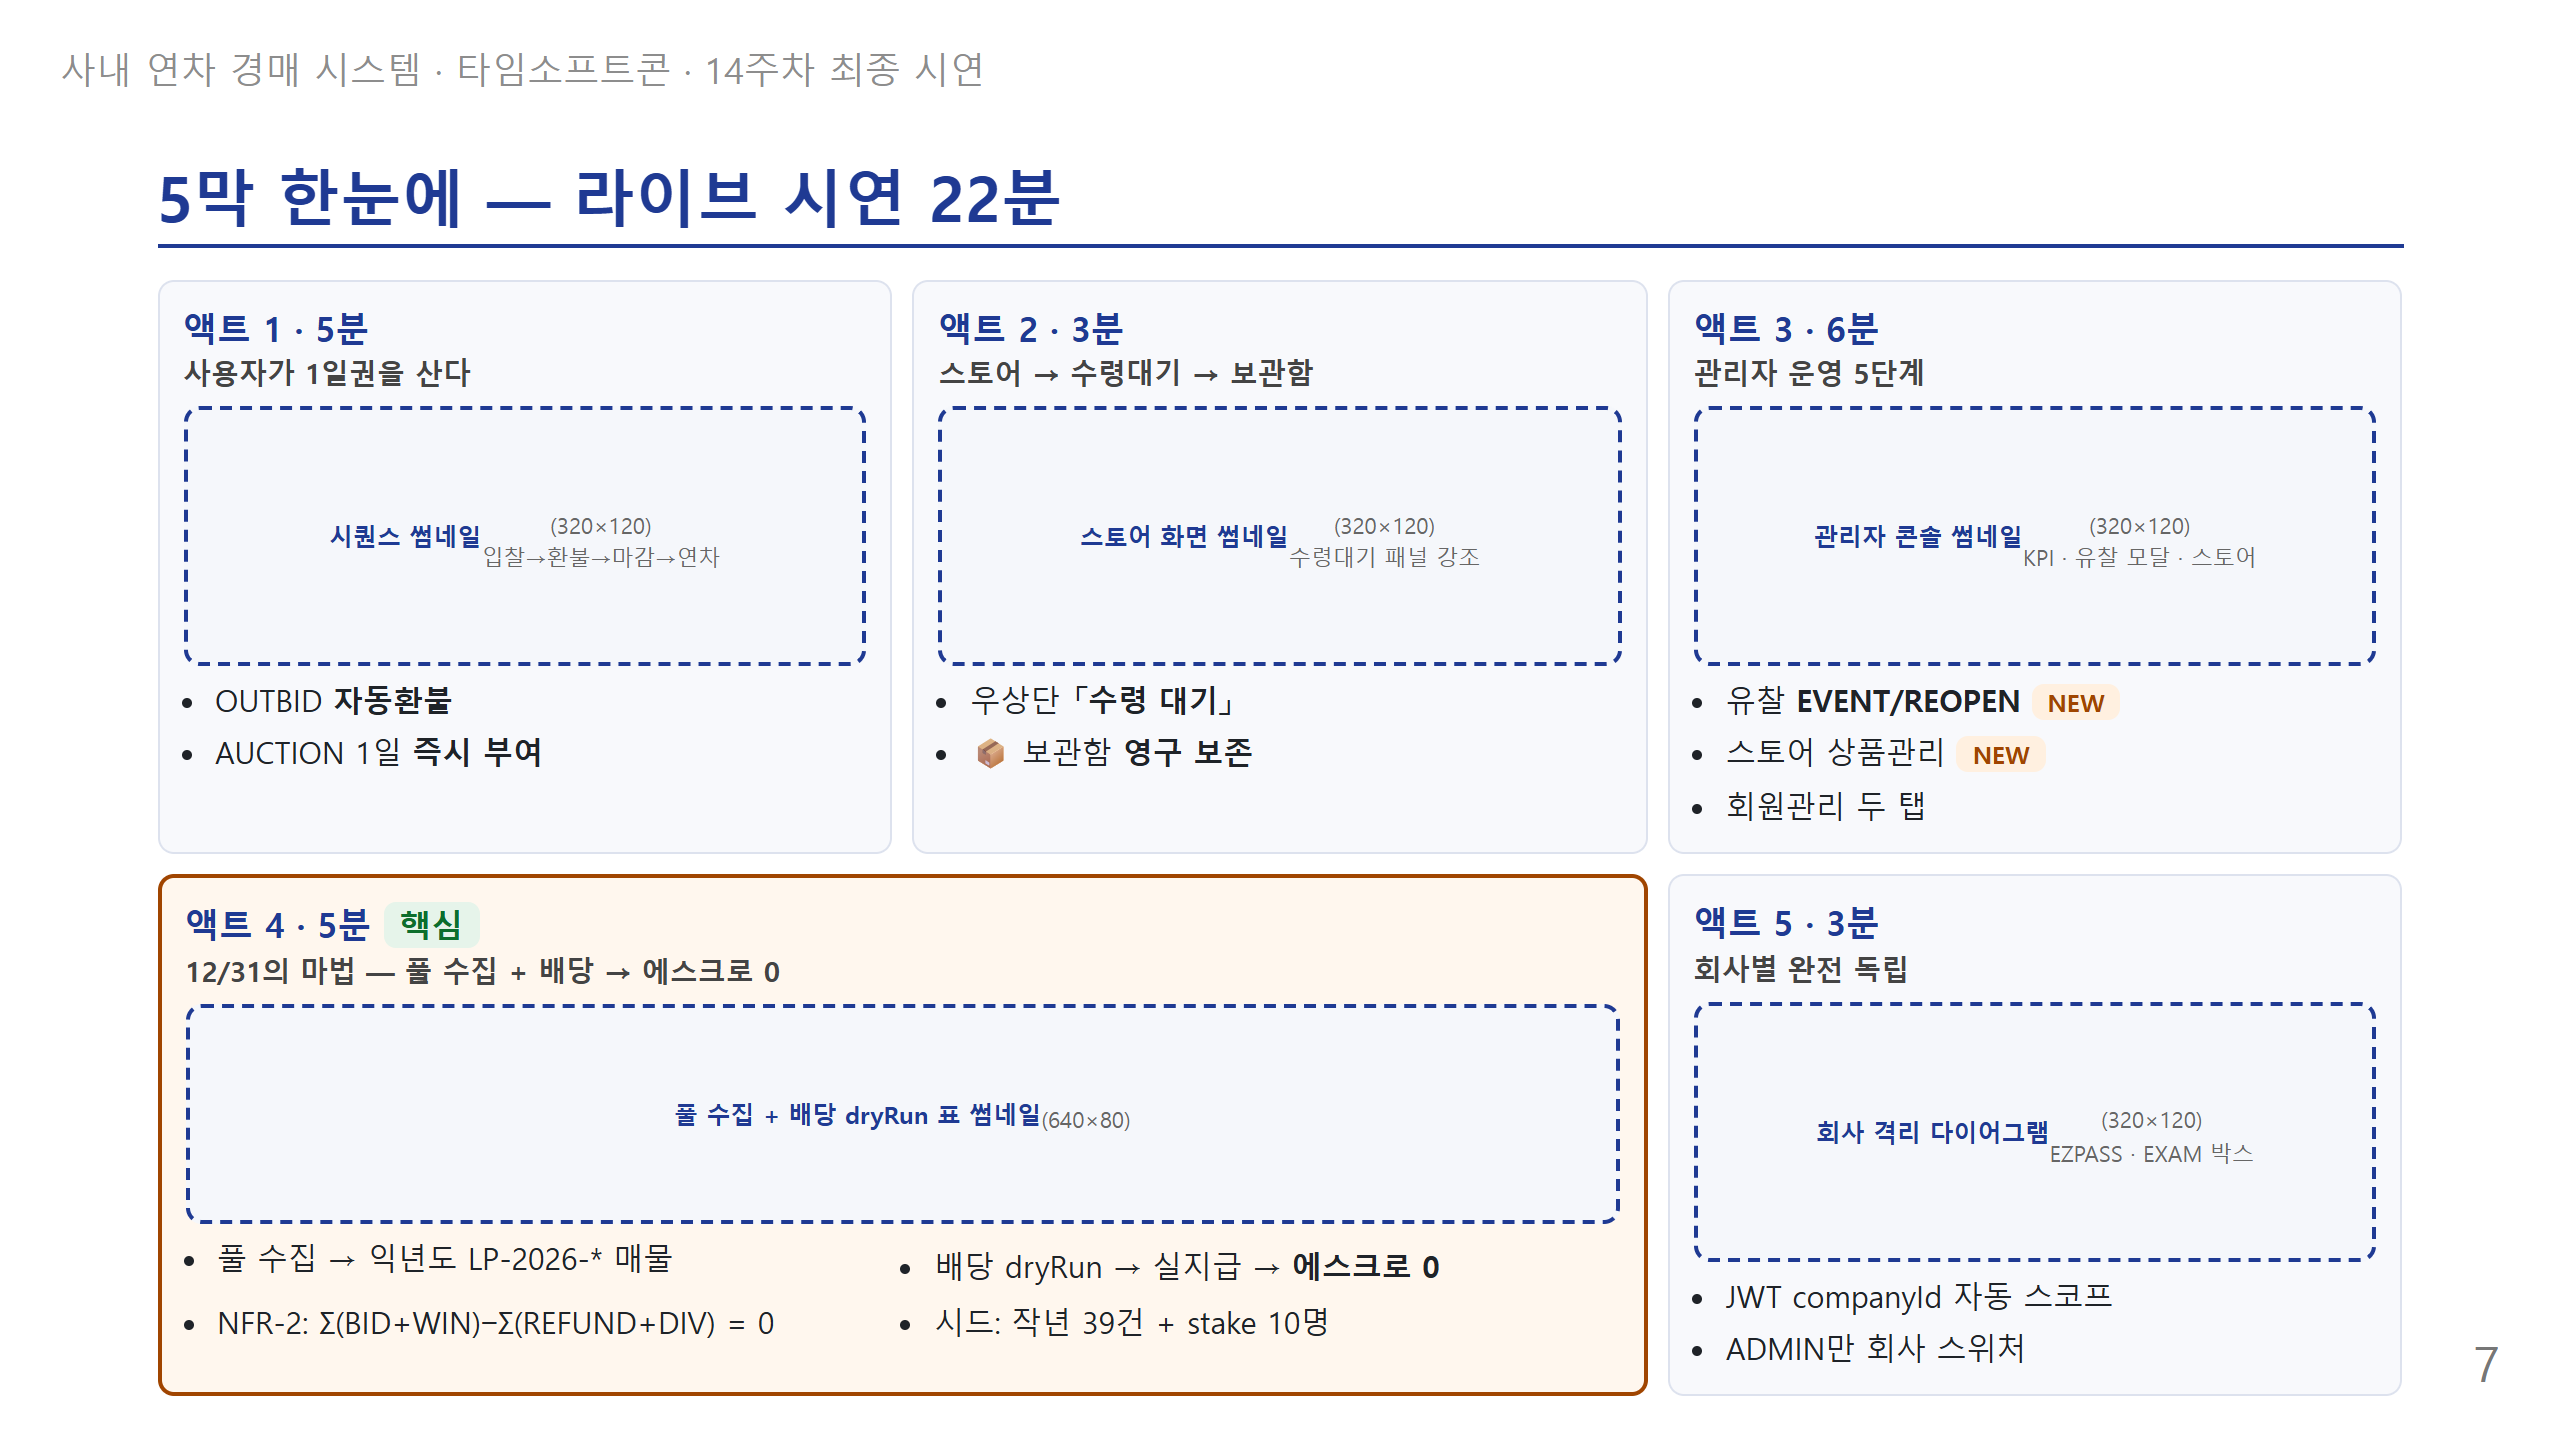 사내 연차 경매 시스템 · 타임소프트콘 · 14주차 최종 시연
5막 한눈에 — 라이브 시연 22분
액트 1 · 5분
사용자가 1일권을 산다
시퀀스 썸네일
(320×120)
입찰→환불→마감→연차
• OUTBID 자동환불
• AUCTION 1일 즉시 부여
액트 2 · 3분
스토어 → 수령대기 → 보관함
스토어 화면 썸네일
(320×120)
수령대기 패널 강조
• 우상단 「수령 대기」
• 📦 보관함 영구 보존
액트 3 · 6분
관리자 운영 5단계
관리자 콘솔 썸네일
(320×120)
KPI · 유찰 모달 · 스토어
• 유찰 EVENT/REOPEN NEW
• 스토어 상품관리 NEW
• 회원관리 두 탭
액트 4 · 5분 핵심
12/31의 마법 — 풀 수집 + 배당 → 에스크로 0
풀 수집 + 배당 dryRun 표 썸네일(640×80)
• 풀 수집 → 익년도 LP-2026-* 매물
• NFR-2: Σ(BID+WIN)−Σ(REFUND+DIV) = 0
• 배당 dryRun → 실지급 → 에스크로 0
• 시드: 작년 39건 + stake 10명
액트 5 · 3분
회사별 완전 독립
회사 격리 다이어그램
(320×120)
EZPASS · EXAM 박스
• JWT companyId 자동 스코프
• ADMIN만 회사 스위처
7